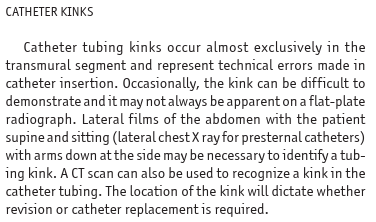 CATHETER KINKS
Catheter tubing kinks occur almost exclusively in the
transmural segment and represent technical errors made in
catheter insertion. Occasionally, the kink can be difficult to
demonstrate and it may not always be apparent on a flat-plate
radiograph. Lateral films of the abdomen with the patient
supine and sitting (lateral chest X ray for presternal catheters)
with arms down at the side may be necessary to identify a tub-
ing kink. A CT scan can also be used to recognize a kink in the
catheter tubing. The location of the kink will dictate whether
revision or catheter replacement is required.